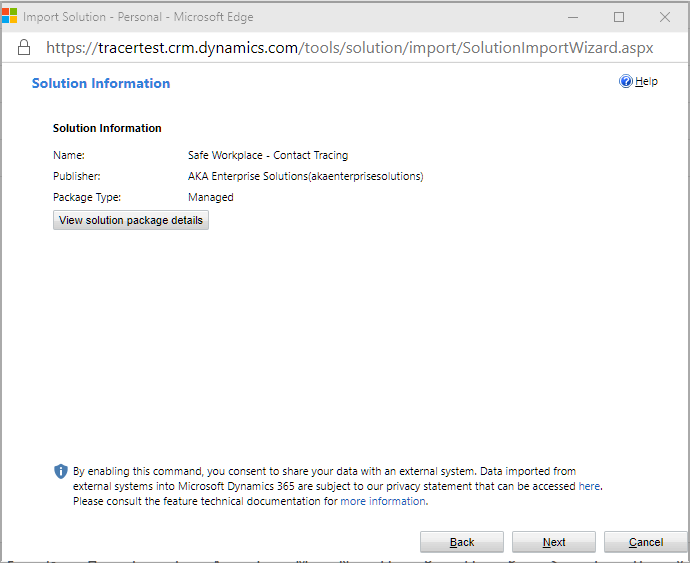 Import Solution - Personal - Microsoft Edge
https://tracertest.crm.dynamics.com/tools/solution/import/SolutionImportWizard.aspx
Solution Information
Help
Solution Information
Name: Safe Workplace - Contact Tracing
Publisher: AKA Enterprise Solutions(akaenterprisesolutions)
Package Type: Managed
View solution package details
By enabling this command, you consent to share your data with an external system. Data imported from
external systems into Microsoft Dynamics 365 are subject to our privacy statement that can be accessed here.
Please consult the feature technical documentation for more information.
Back Next Cancel